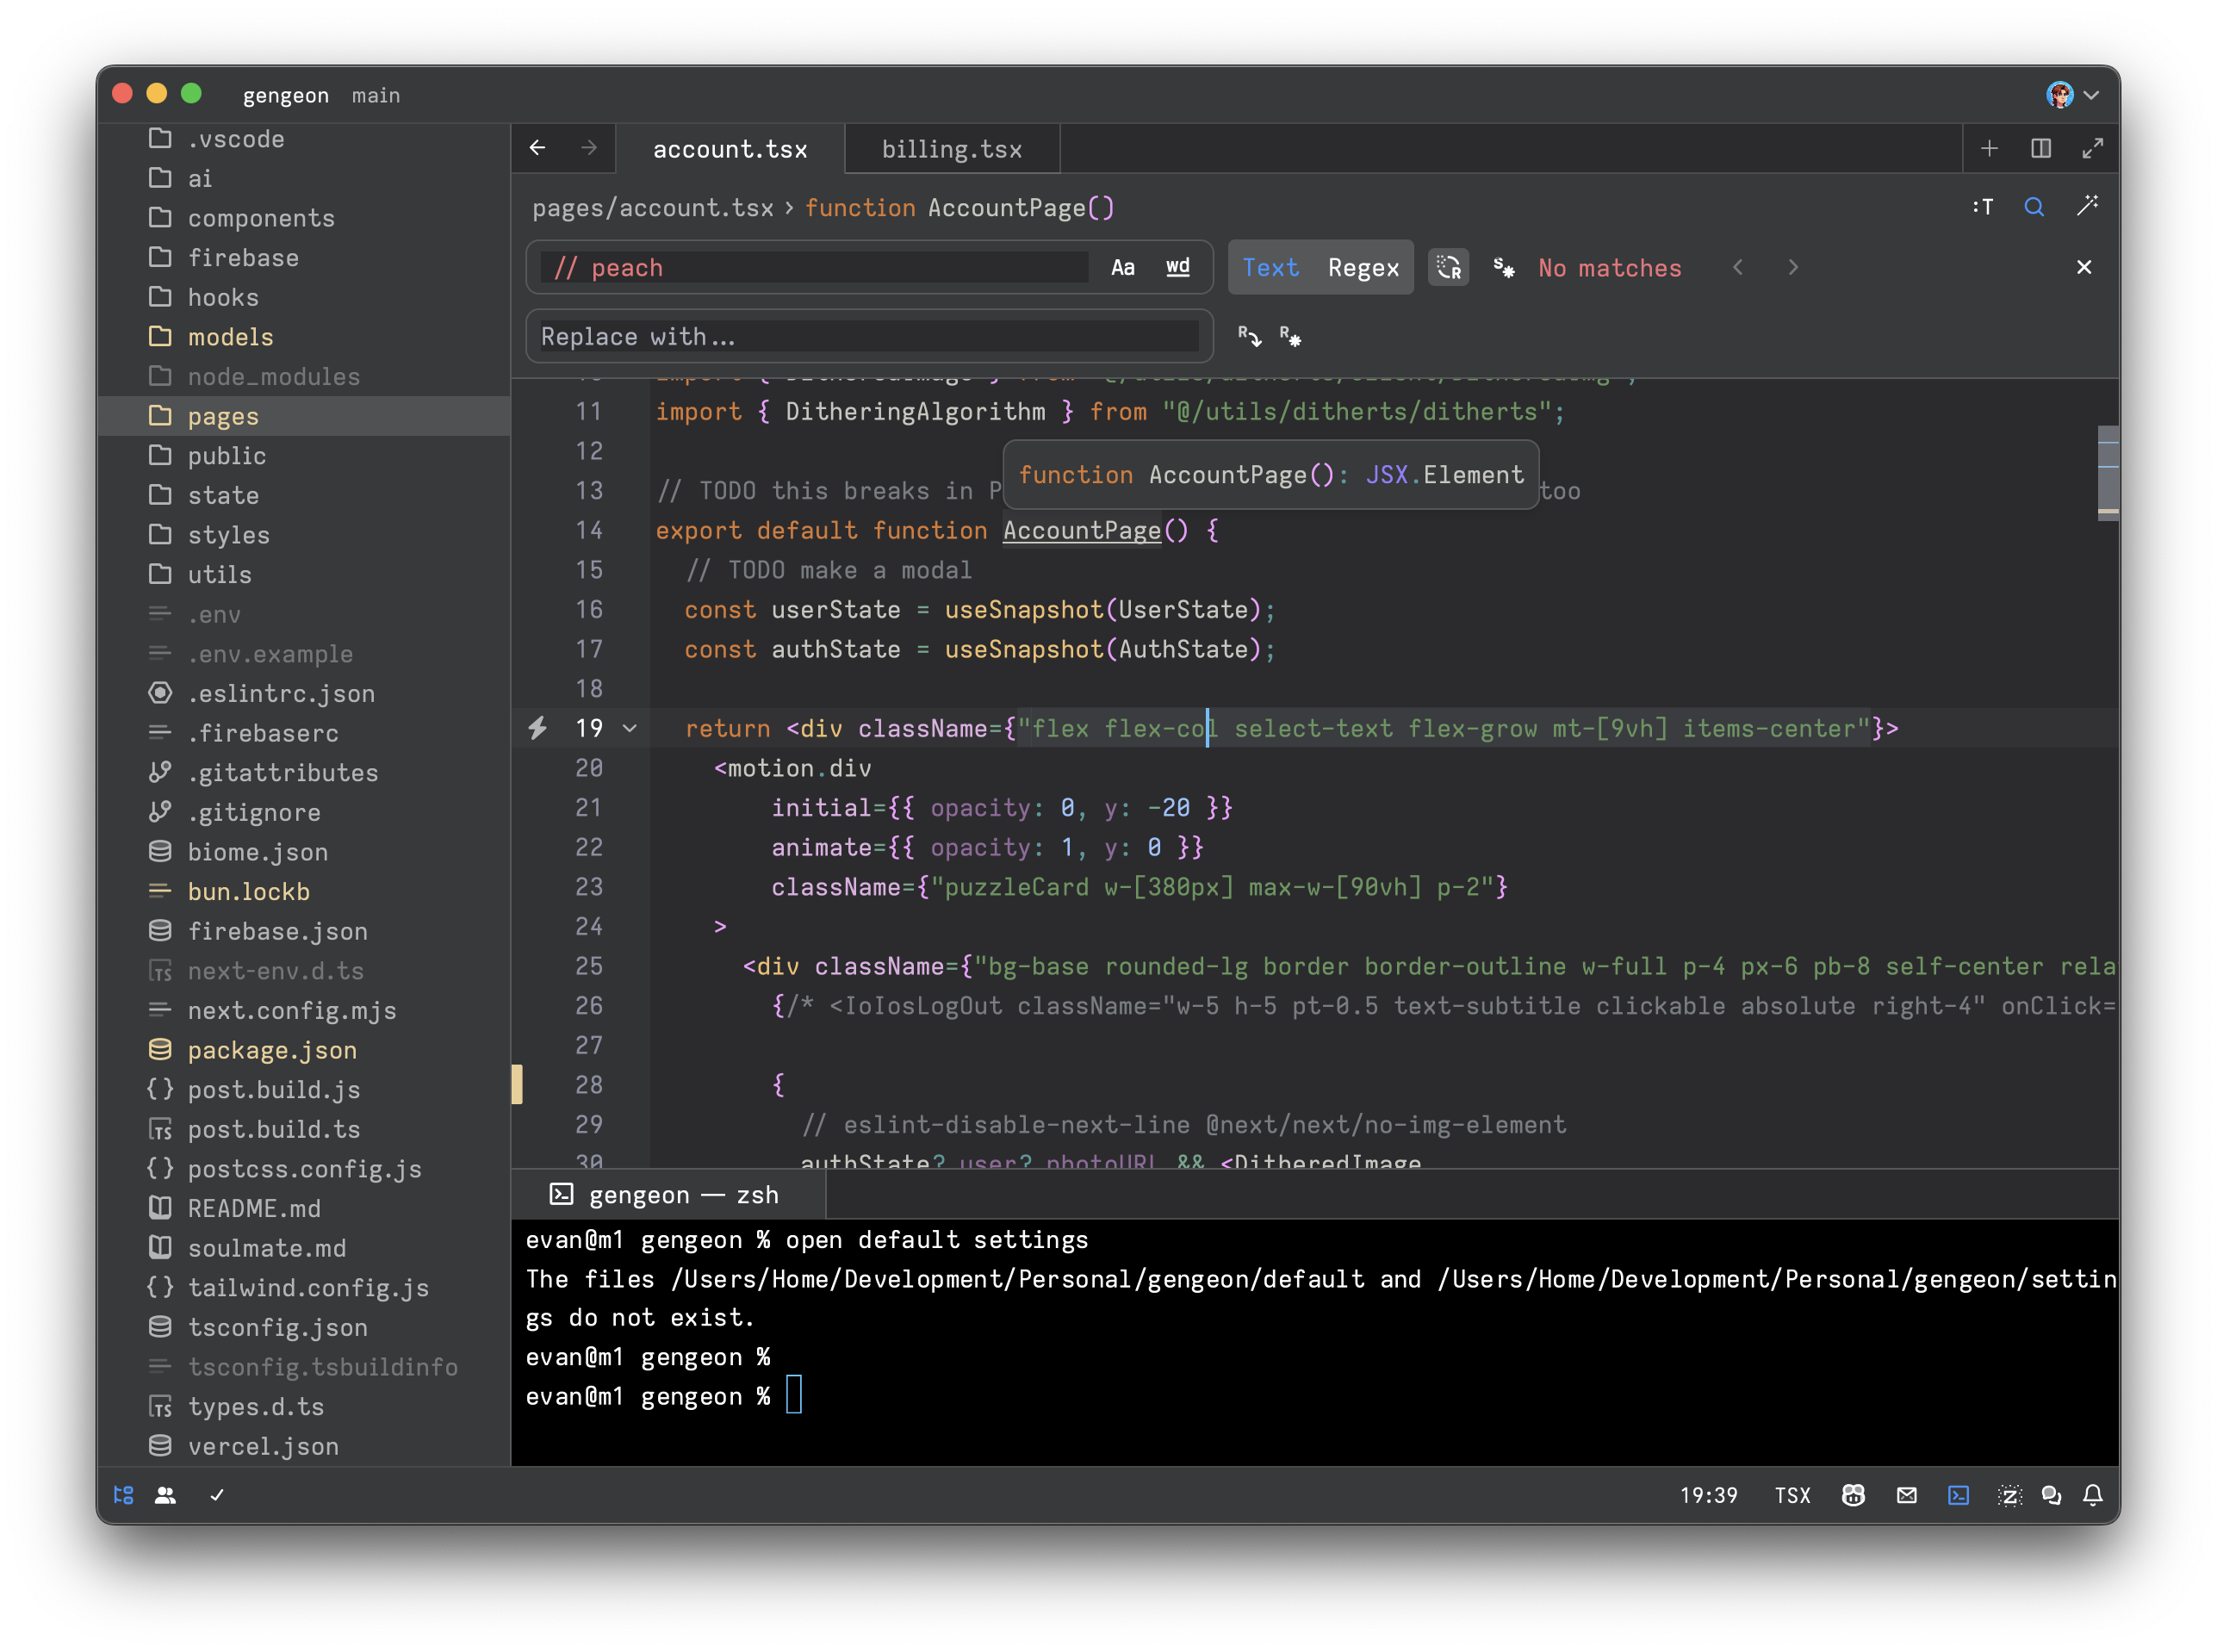 gengeon main
.vscode
ai
components
firebase
hooks
models
node_modules
pages
public
state
styles
utils
.env
.env.example
.eslintrc.json
.firebaserc
.gitattributes
.gitignore
biome.json
bun.lockb
firebase.json
next-env.d.ts
next.config.mjs
package.json
post.build.js
post.build.ts
postcss.config.js
README.md
soulmate.md
tailwind.config.js
tsconfig.json
tsconfig.tsbuildinfo
types.d.ts
vercel.json
account.tsx billing.tsx
pages/account.tsx › function AccountPage() :T
// peach Aa wd Text Regex No matches
Replace with...
11 import { DitheringAlgorithm } from "@/utils/ditherts/ditherts";
12
function AccountPage(): JSX.Element
13 // TODO this breaks in P too
14 export default function AccountPage() {
15 // TODO make a modal
16 const userState = useSnapshot(UserState);
17 const authState = useSnapshot(AuthState);
18
19 return <div className={"flex flex-col select-text flex-grow mt-[9vh] items-center"}>
20 <motion.div
21 initial={{ opacity: 0, y: -20 }}
22 animate={{ opacity: 1, y: 0 }}
23 className={"puzzleCard w-[380px] max-w-[90vh] p-2"}
24 >
25 <div className={"bg-base rounded-lg border border-outline w-full p-4 px-6 pb-8 self-center rela
26 {/* <IoIosLogOut className="w-5 h-5 pt-0.5 text-subtitle clickable absolute right-4" onClick=
27
28 {
29 // eslint-disable-next-line @next/next/no-img-element
30 authState?.user?.photoURL && <DitheredImage
gengeon — zsh
evan@m1 gengeon % open default settings
The files /Users/Home/Development/Personal/gengeon/default and /Users/Home/Development/Personal/gengeon/settin
gs do not exist.
evan@m1 gengeon %
evan@m1 gengeon %
19:39 TSX